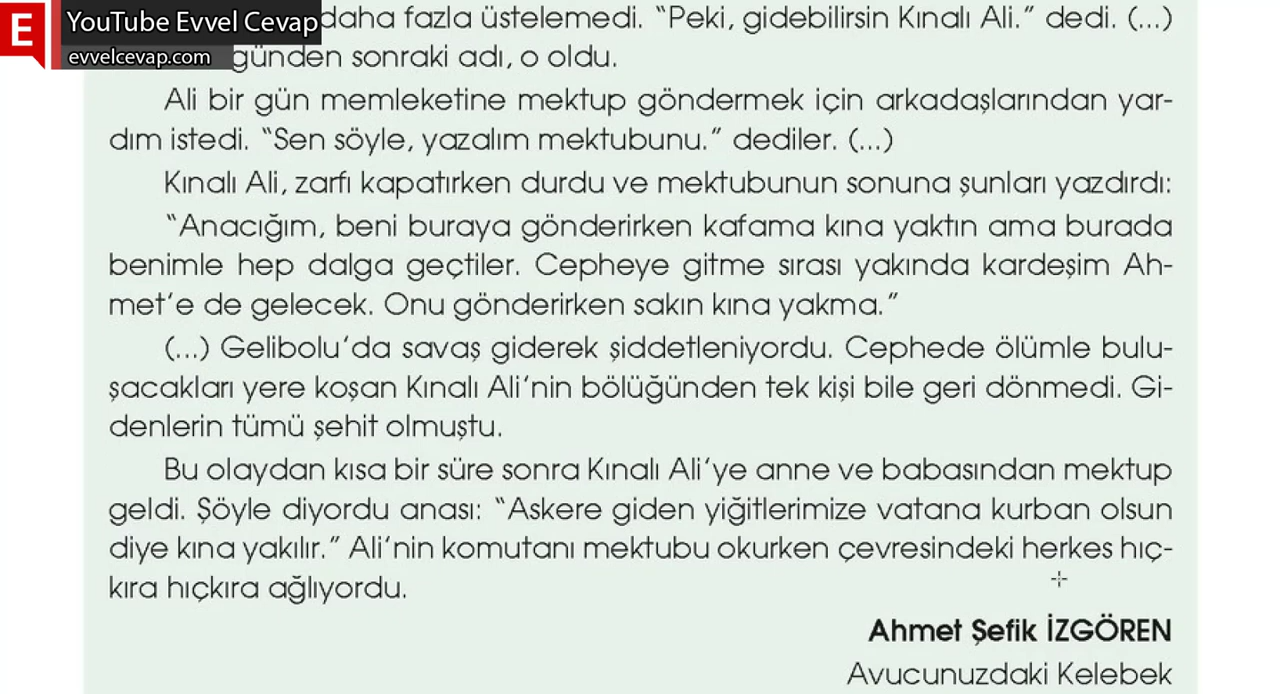 YouTube Evvel Cevap
evvelcevap.com
daha fazla üstelemedi. “Peki, gidebilirsin Kınalı Ali.” dedi. (...)
günden sonraki adı, o oldu.
Ali bir gün memleketine mektup göndermek için arkadaşlarından yar-
dım istedi. “Sen söyle, yazalım mektubunu.” dediler. (...)
Kınalı Ali, zarfı kapatırken durdu ve mektubunun sonuna şunları yazdırdı:
“Anacığım, beni buraya gönderirken kafama kına yaktın ama burada
benimle hep dalga geçtiler. Cepheye gitme sırası yakında kardeşim Ah-
met’e de gelecek. Onu gönderirken sakın kına yakma.”
(...) Gelibolu’da savaş giderek şiddetleniyordu. Cephede ölümle bulu-
şacakları yere koşan Kınalı Ali’nin bölüğünden tek kişi bile geri dönmedi. Gi-
denlerin tümü şehit olmuştu.
Bu olaydan kısa bir süre sonra Kınalı Ali’ye anne ve babasından mektup
geldi. Şöyle diyordu anası: “Askere giden yiğitlerimize vatana kurban olsun
diye kına yakılır.” Ali’nin komutanı mektubu okurken çevresindeki herkes hıç-
kıra hıçkıra ağlıyordu.
Ahmet Şefik İZGÖREN
Avucunuzdaki Kelebek